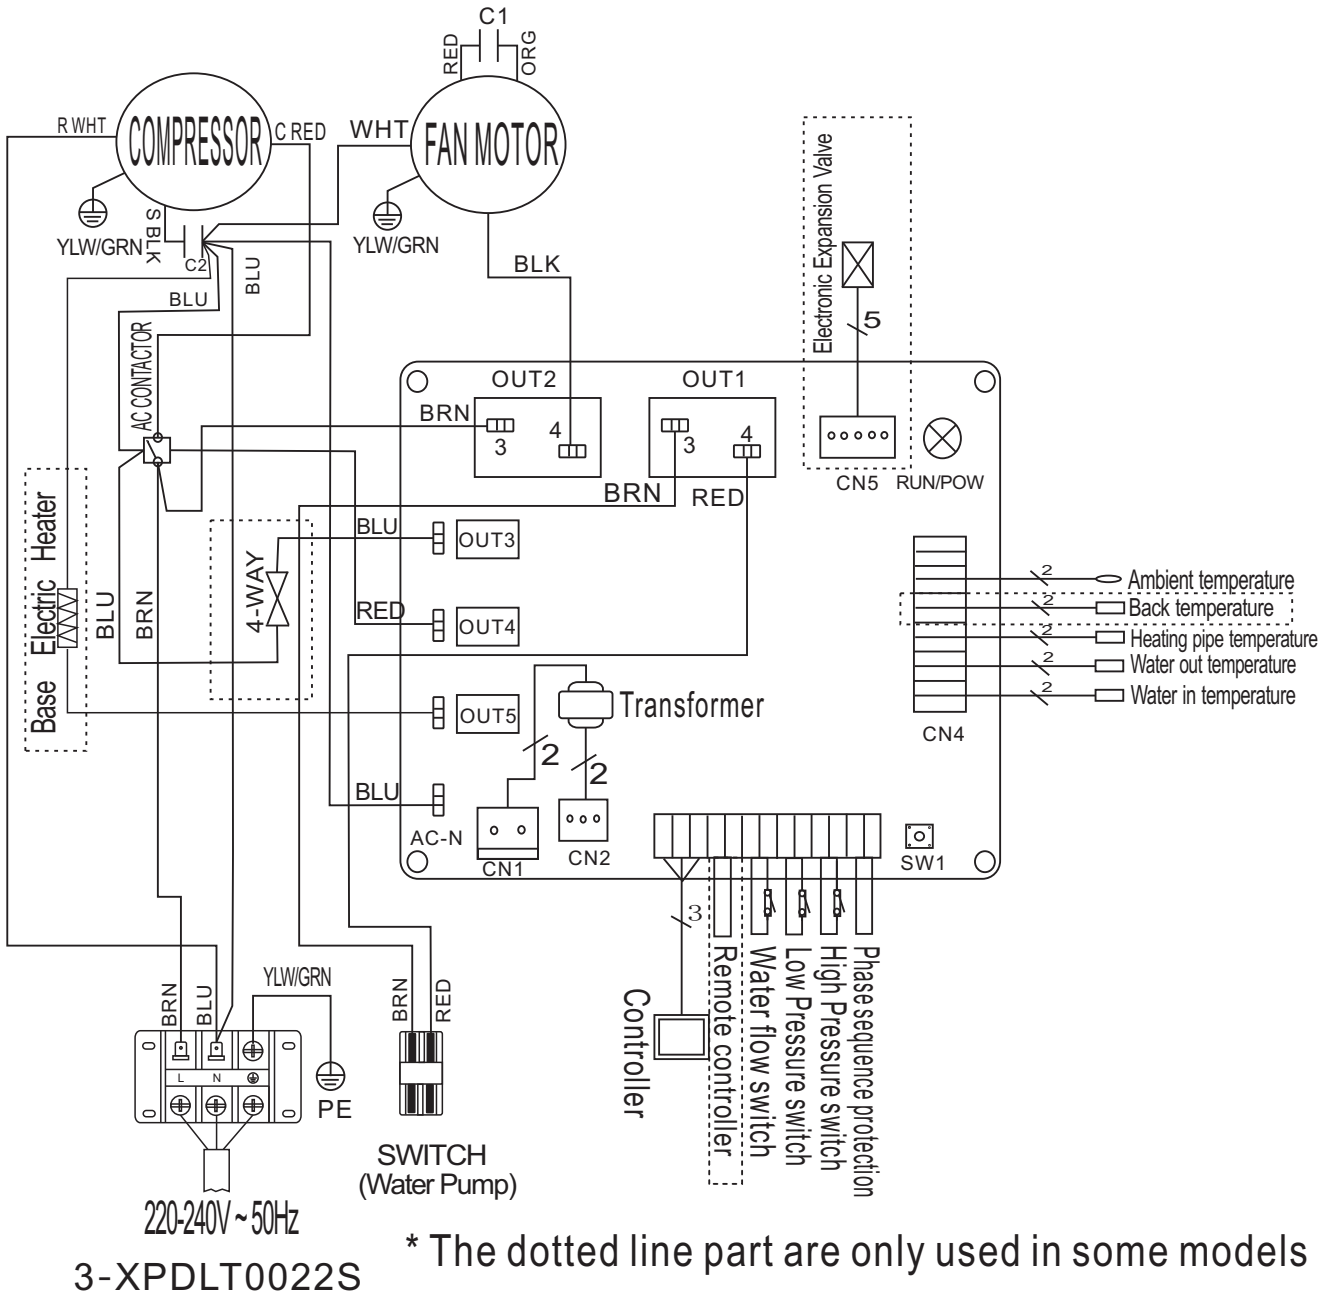 C1
RED
ORG
R WHT
COMPRESSOR
C RED
WHT
FAN MOTOR
YLW/GRN
S BLK
C2
YLW/GRN
BLU
BLU
BLK
Electronic Expansion Valve
5
AC CONTACTOR
OUT2
OUT1
BRN
3
4
3
4
BRN
RED
CN5
RUN/POW
Base Electric Heater
BLU
BRN
4-WAY
BLU
OUT3
RED
OUT4
OUT5
BLU
AC-N
Transformer
2
2
CN1
CN2
2
Ambient temperature
2
Back temperature
2
Heating pipe temperature
2
Water out temperature
2
Water in temperature
CN4
SW1
3
Controller
Remote controller
Water flow switch
Low Pressure switch
High Pressure switch
Phase sequence protection
BRN
BLU
YLW/GRN
L
N
PE
BRN
RED
SWITCH
(Water Pump)
220-240V ~ 50Hz
* The dotted line part are only used in some models
3-XPDLT0022S